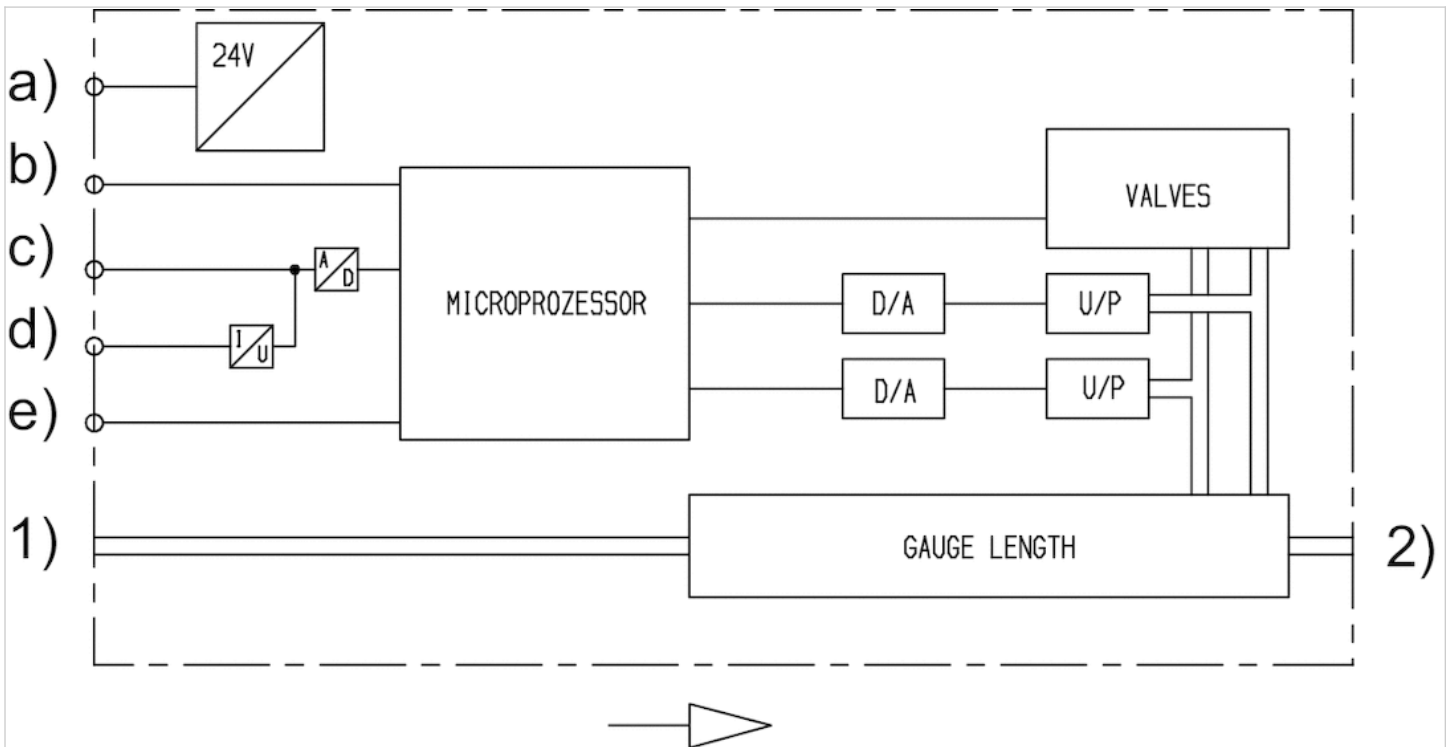 a)
24V
b)
VALVES
c)
A
D
MICROPROZESSOR
D/A
U/P
d)
I
U
D/A
U/P
e)
1)
GAUGE LENGTH
2)